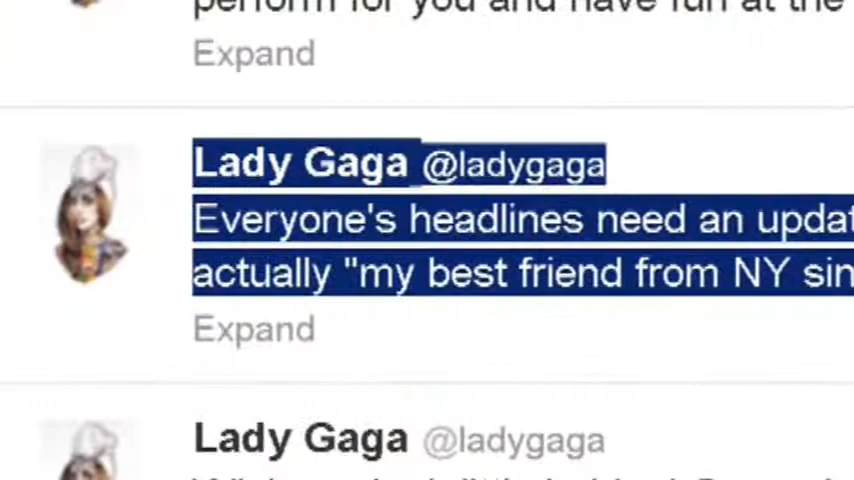 perform for you and have fun at the
Expand
Lady Gaga @ladygaga
Everyone's headlines need an updat
actually "my best friend from NY sin
Expand
Lady Gaga @ladygaga